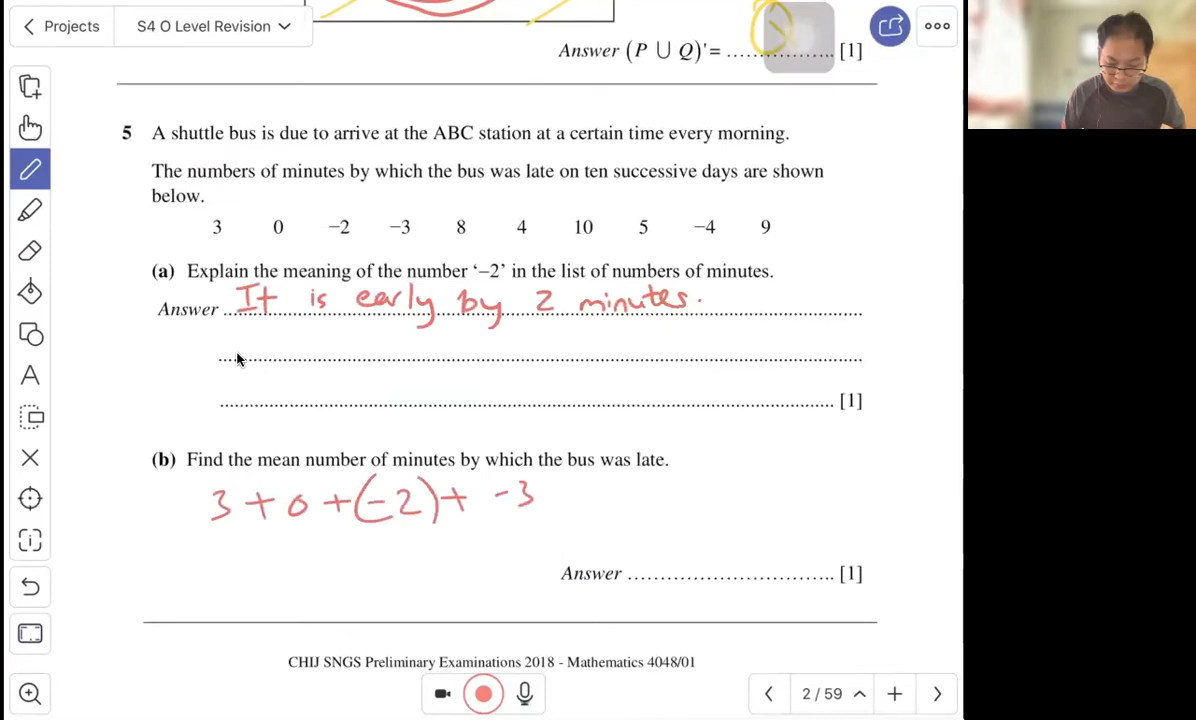 Projects
S4 O Level Revision
Answer (P ∪ Q)' = .................. [1]
5 A shuttle bus is due to arrive at the ABC station at a certain time every morning.
The numbers of minutes by which the bus was late on ten successive days are shown
below.
3 0 −2 −3 8 4 10 5 −4 9
(a) Explain the meaning of the number ‘−2’ in the list of numbers of minutes.
Answer It is early by 2 minutes.
[1]
(b) Find the mean number of minutes by which the bus was late.
3 + 0 + (-2) + -3
Answer .................................. [1]
CHIJ SNGS Preliminary Examinations 2018 - Mathematics 4048/01
2 / 59